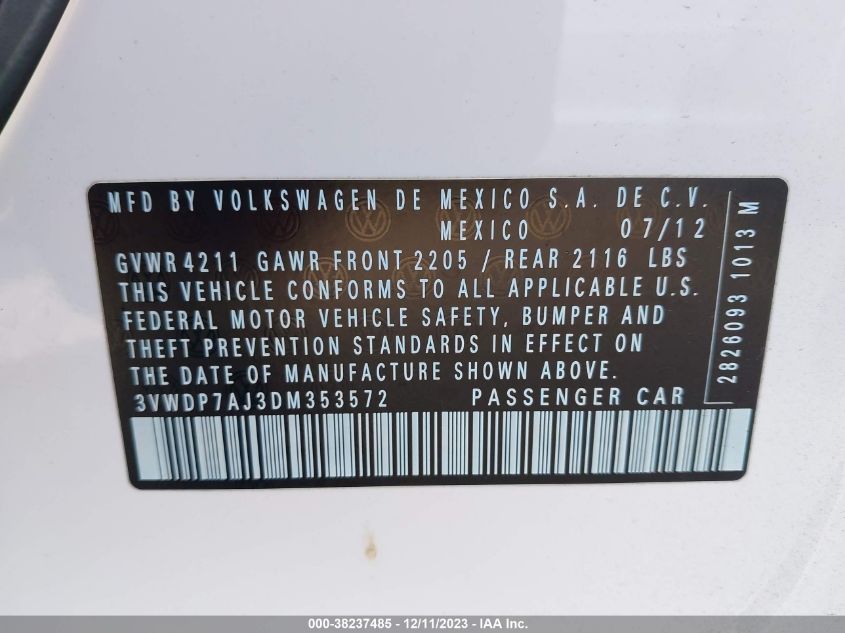 MFD BY VOLKSWAGEN DE MEXICO S.A. DE C.V.
MEXICO 07/12
GVWR 4211 GAWR FRONT 2205 / REAR 2116 LBS
THIS VEHICLE CONFORMS TO ALL APPLICABLE U.S.
FEDERAL MOTOR VEHICLE SAFETY, BUMPER AND
THEFT PREVENTION STANDARDS IN EFFECT ON
THE DATE OF MANUFACTURE SHOWN ABOVE.
3VWDP7AJ3DM353572 PASSENGER CAR
2826093 1013 M
000-38237485 - 12/11/2023 - IAA Inc.